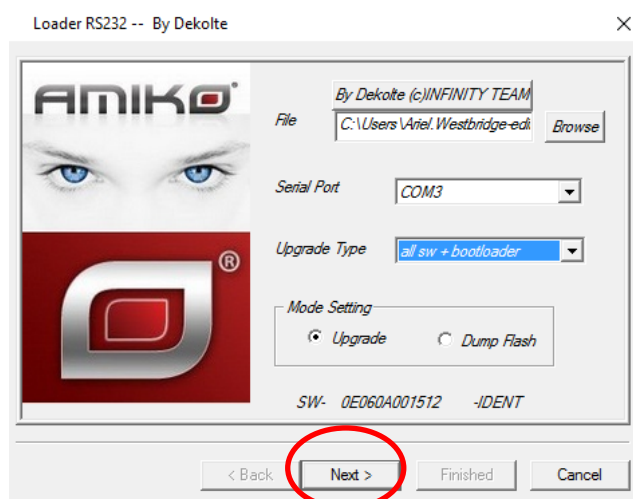 Loader RS232 -- By Dekolte
AMIKO®
By Dekolte (c)INFINITY TEAM
File
C:\Users\Ariel.Westbridge-edi
Browse
Serial Port
COM3
Upgrade Type
all sw + bootloader
®
Mode Setting
Upgrade
Dump Flash
SW- 0E060A001512 -IDENT
< Back
Next >
Finished
Cancel